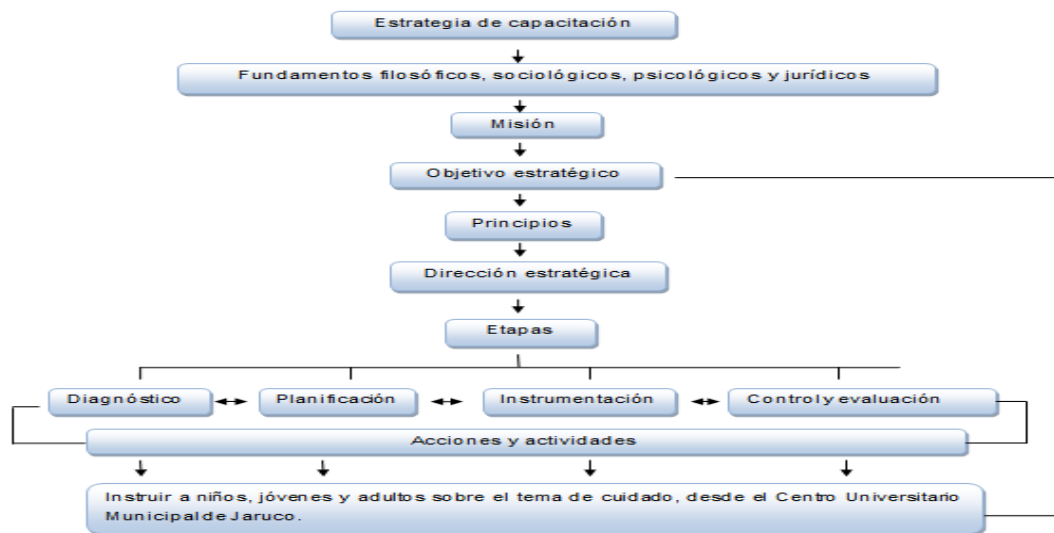 Estrategia de capacitación
Fundamentos filosóficos, sociológicos, psicológicos y jurídicos
Misión
Objetivo estratégico
Principios
Dirección estratégica
Etapas
Diagnóstico
Planificación
Instrumentación
Control y evaluación
Acciones y actividades
Instruir a niños, jóvenes y adultos sobre el tema de cuidado, desde el Centro Universitario
Municipal de Jaruco.